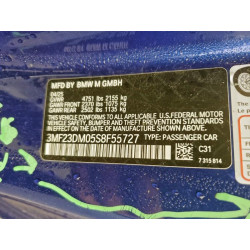 MFD BY BMW M GMBH
04/25
GVWR 4751 lbs 2155 kg
GAWR FRONT 2370 lbs 1075 kg
GAWR REAR 2502 lbs 1135 kg
THIS VEHICLE CONFORMS TO ALL APPLICABLE U.S. FEDERAL MOTOR
VEHICLE SAFETY, BUMPER, AND THEFT PREVENTION STANDARDS IN
EFFECT ON THE DATE OF MANUFACTURE SHOWN ABOVE.
3MF23DM05S8F55727 TYPE: PASSENGER CAR
C31
7 315 814